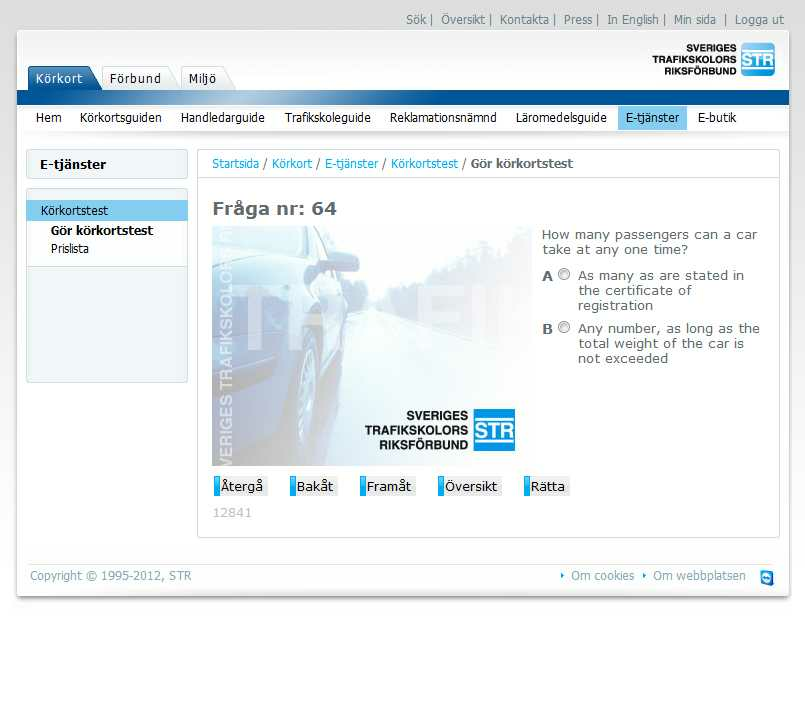 Sök | Översikt | Kontakta | Press | In English | Min sida | Logga ut
SVERIGES
TRAFIKSKOLORS
RIKSFÖRBUND
STR
Körkort Förbund Miljö
Hem Körkortsguiden Handledarguide Trafikskoleguide Reklamationsnämnd Läromedelsguide E-tjänster E-butik
E-tjänster
Körkortstest
Gör körkortstest
Prislista
Startsida / Körkort / E-tjänster / Körkortstest / Gör körkortstest
Fråga nr: 64
VERIGES TRAFIKSKOLORS
TRAFI
SVERIGES
TRAFIKSKOLORS
RIKSFÖRBUND
STR
How many passengers can a car
take at any one time?
A As many as are stated in
the certificate of
registration
B Any number, as long as the
total weight of the car is
not exceeded
Återgå Bakåt Framåt Översikt Rätta
12841
Copyright © 1995-2012, STR
Om cookies Om webbplatsen